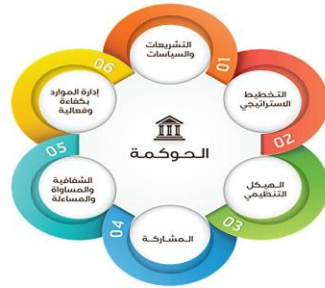 التشريعات
والسياسات
01
التخطيط
الاستراتيجي
02
الهيكل
التنظيمي
03
المشاركة
04
الشفافية
والمساواة
والمساءلة
05
إدارة الموارد
بكفاءة
وفعالية
06
الحوكمة